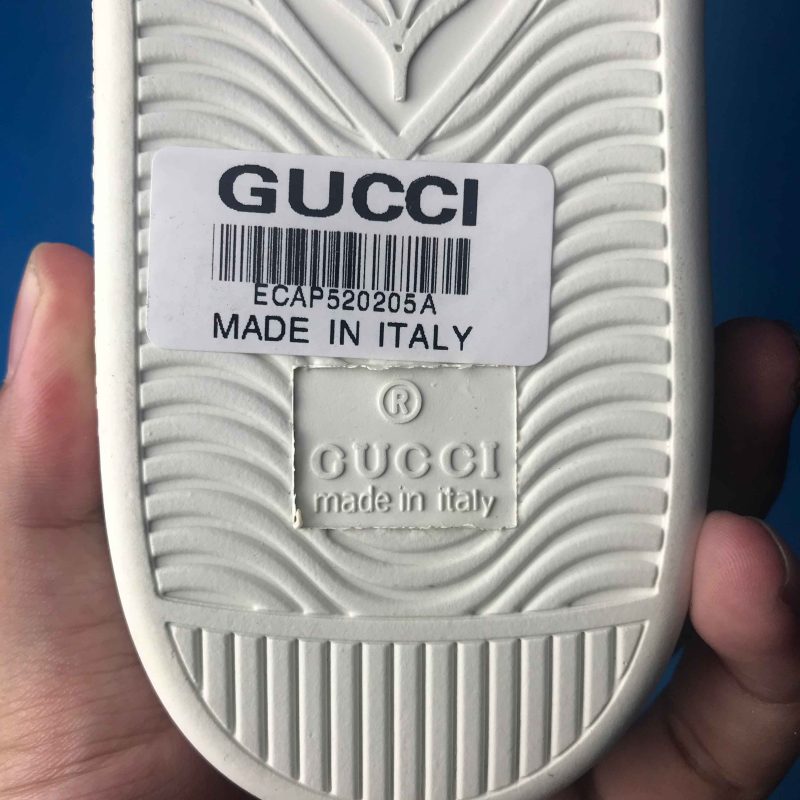 GUCCI
ECAP520205A
MADE IN ITALY
®
GUCCI
made in italy